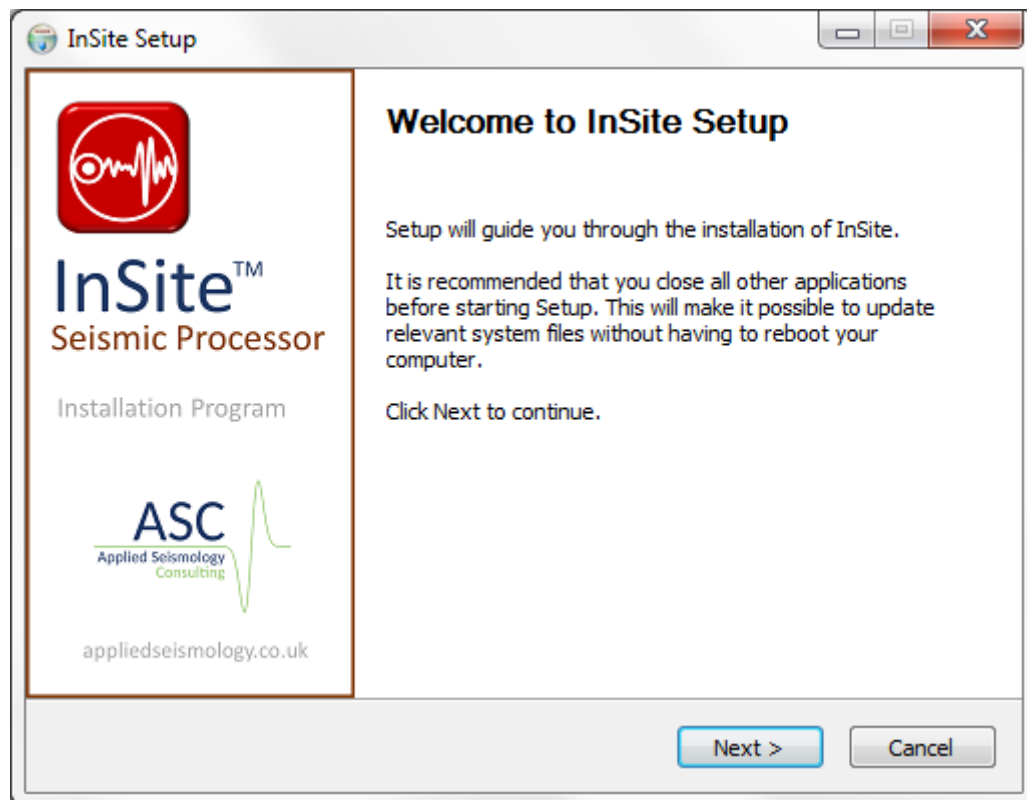 InSite Setup
InSite™
Seismic Processor
Installation Program
ASC
Applied Seismology
Consulting
appliedseismology.co.uk
Welcome to InSite Setup
Setup will guide you through the installation of InSite.
It is recommended that you close all other applications
before starting Setup. This will make it possible to update
relevant system files without having to reboot your
computer.
Click Next to continue.
Next >
Cancel